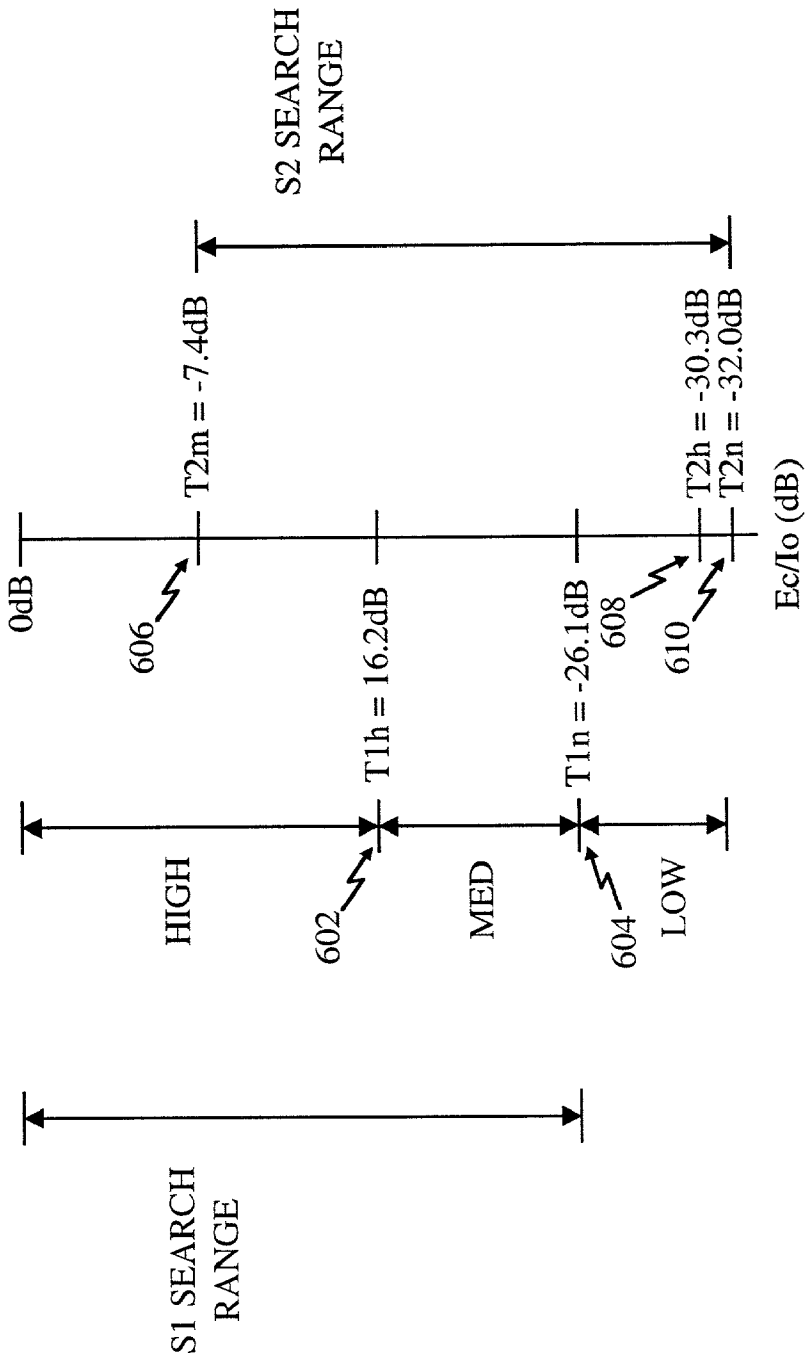 0dB
T2m = -7.4dB
606
S2 SEARCH
RANGE
HIGH
T1h = 16.2dB
602
S1 SEARCH
RANGE
MED
T1n = -26.1dB
604
608
T2h = -30.3dB
LOW
610
T2n = -32.0dB
Ec/Io (dB)